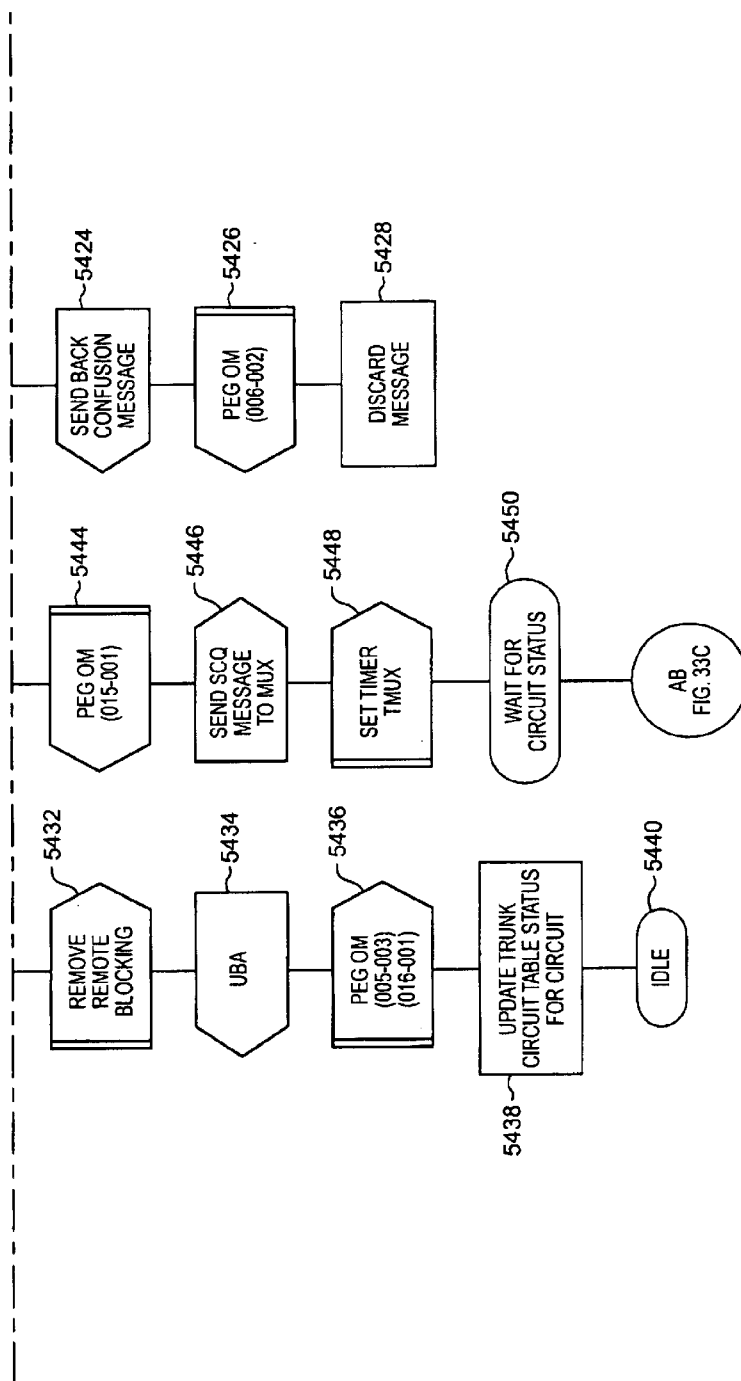 5432
REMOVE
REMOTE
BLOCKING
5434
UBA
5436
PEG OM
(005-003)
(016-001)
UPDATE TRUNK
CIRCUIT TABLE STATUS
FOR CIRCUIT
5438
5440
IDLE
5444
PEG OM
(015-001)
5446
SEND SCQ
MESSAGE
TO MUX
5448
SET TIMER
TMUX
5450
WAIT FOR
CIRCUIT STATUS
AB
FIG. 33C
5424
SEND BACK
CONFUSION
MESSAGE
5426
PEG OM
(006-002)
5428
DISCARD
MESSAGE